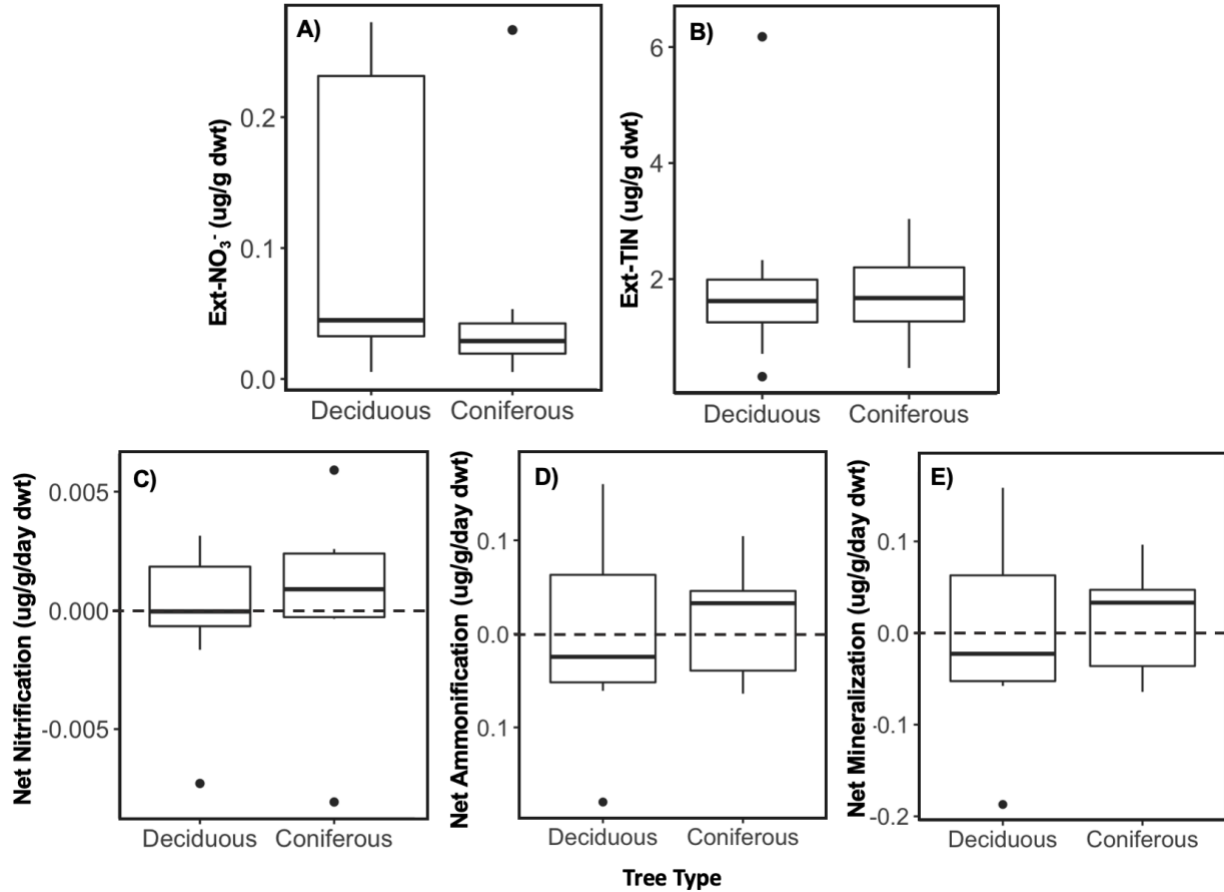 A)
Ext-NO₃⁻ (ug/g dwt)
0.2
0.1
0.0
Deciduous Coniferous
B)
Ext-TIN (ug/g dwt)
6
4
2
Deciduous Coniferous
C)
Net Nitrification (ug/g/day dwt)
0.005
0.000
-0.005
Deciduous Coniferous
D)
Net Ammonification (ug/g/day dwt)
0.1
0.0
0.1
Deciduous Coniferous
E)
Net Mineralization (ug/g/day dwt)
0.1
0.0
-0.1
-0.2
Deciduous Coniferous
Tree Type